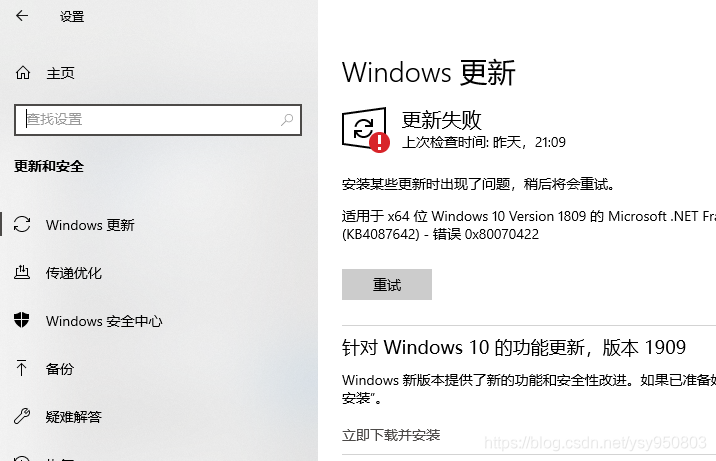 设置
主页
查找设置
更新和安全
Windows 更新
传递优化
Windows 安全中心
备份
疑难解答
Windows 更新
更新失败
上次检查时间: 昨天，21:09
安装某些更新时出现了问题，稍后将会重试。
适用于 x64 位 Windows 10 Version 1809 的 Microsoft .NET Fra
(KB4087642) - 错误 0x80070422
重试
针对 Windows 10 的功能更新，版本 1909
Windows 新版本提供了新的功能和安全性改进。如果已准备好
安装”。
立即下载并安装
https://blog.csdn.net/ysy950803